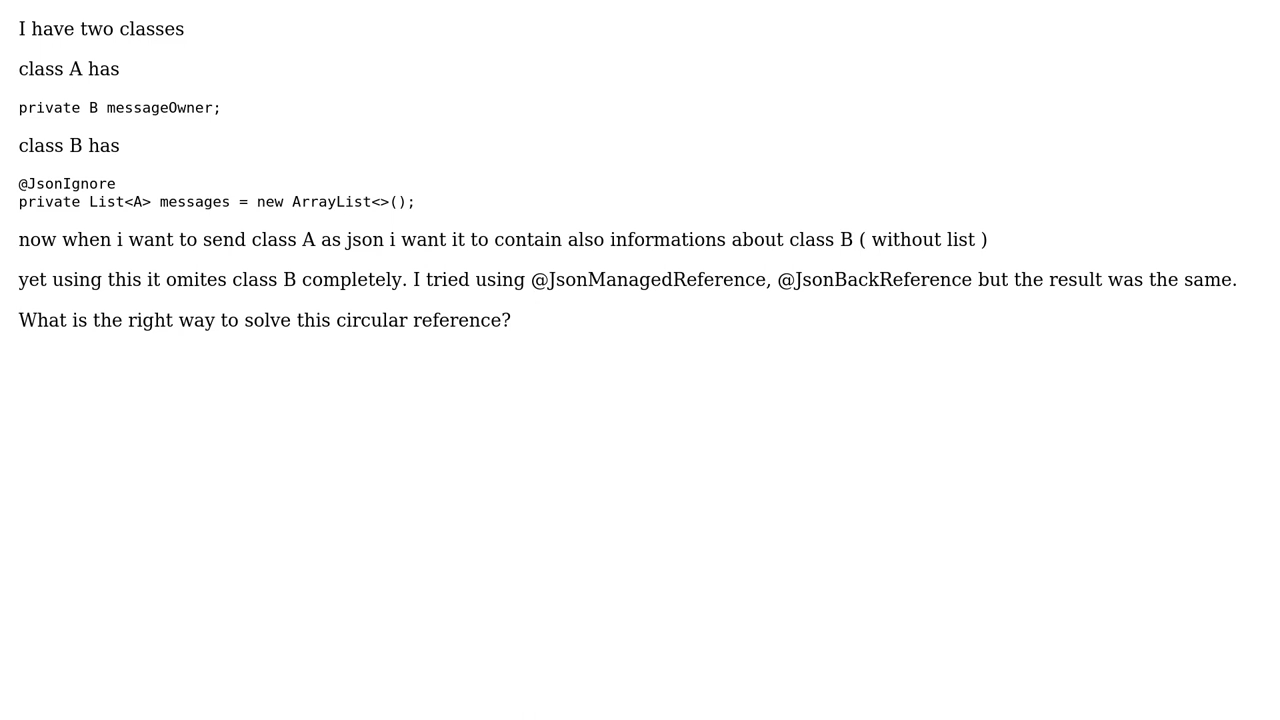 I have two classes
class A has
private B messageOwner;
class B has
@JsonIgnore
private List<A> messages = new ArrayList<>();
now when i want to send class A as json i want it to contain also informations about class B ( without list )
yet using this it omites class B completely. I tried using @JsonManagedReference, @JsonBackReference but the result was the same.
What is the right way to solve this circular reference?